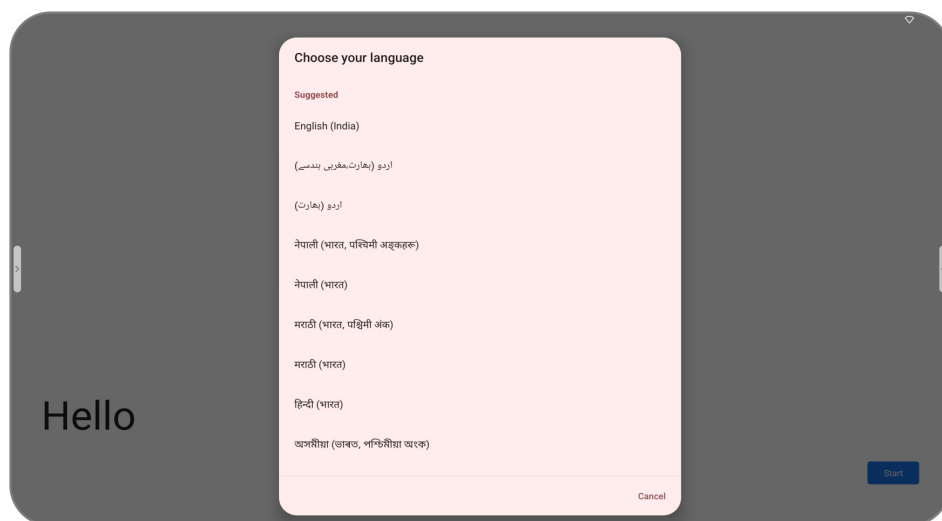 Choose your language
Suggested
English (India)
اردو (بھارت،مغربی ہندسے)
اردو (بھارت)
नेपाली (भारत, पश्चिमी अङ्कहरू)
नेपाली (भारत)
मराठी (भारत, पश्चिमी अंक)
मराठी (भारत)
हिन्दी (भारत)
অসমীয়া (ভাৰত, পশ্চিমীয়া অংক)
Cancel
Hello
Start